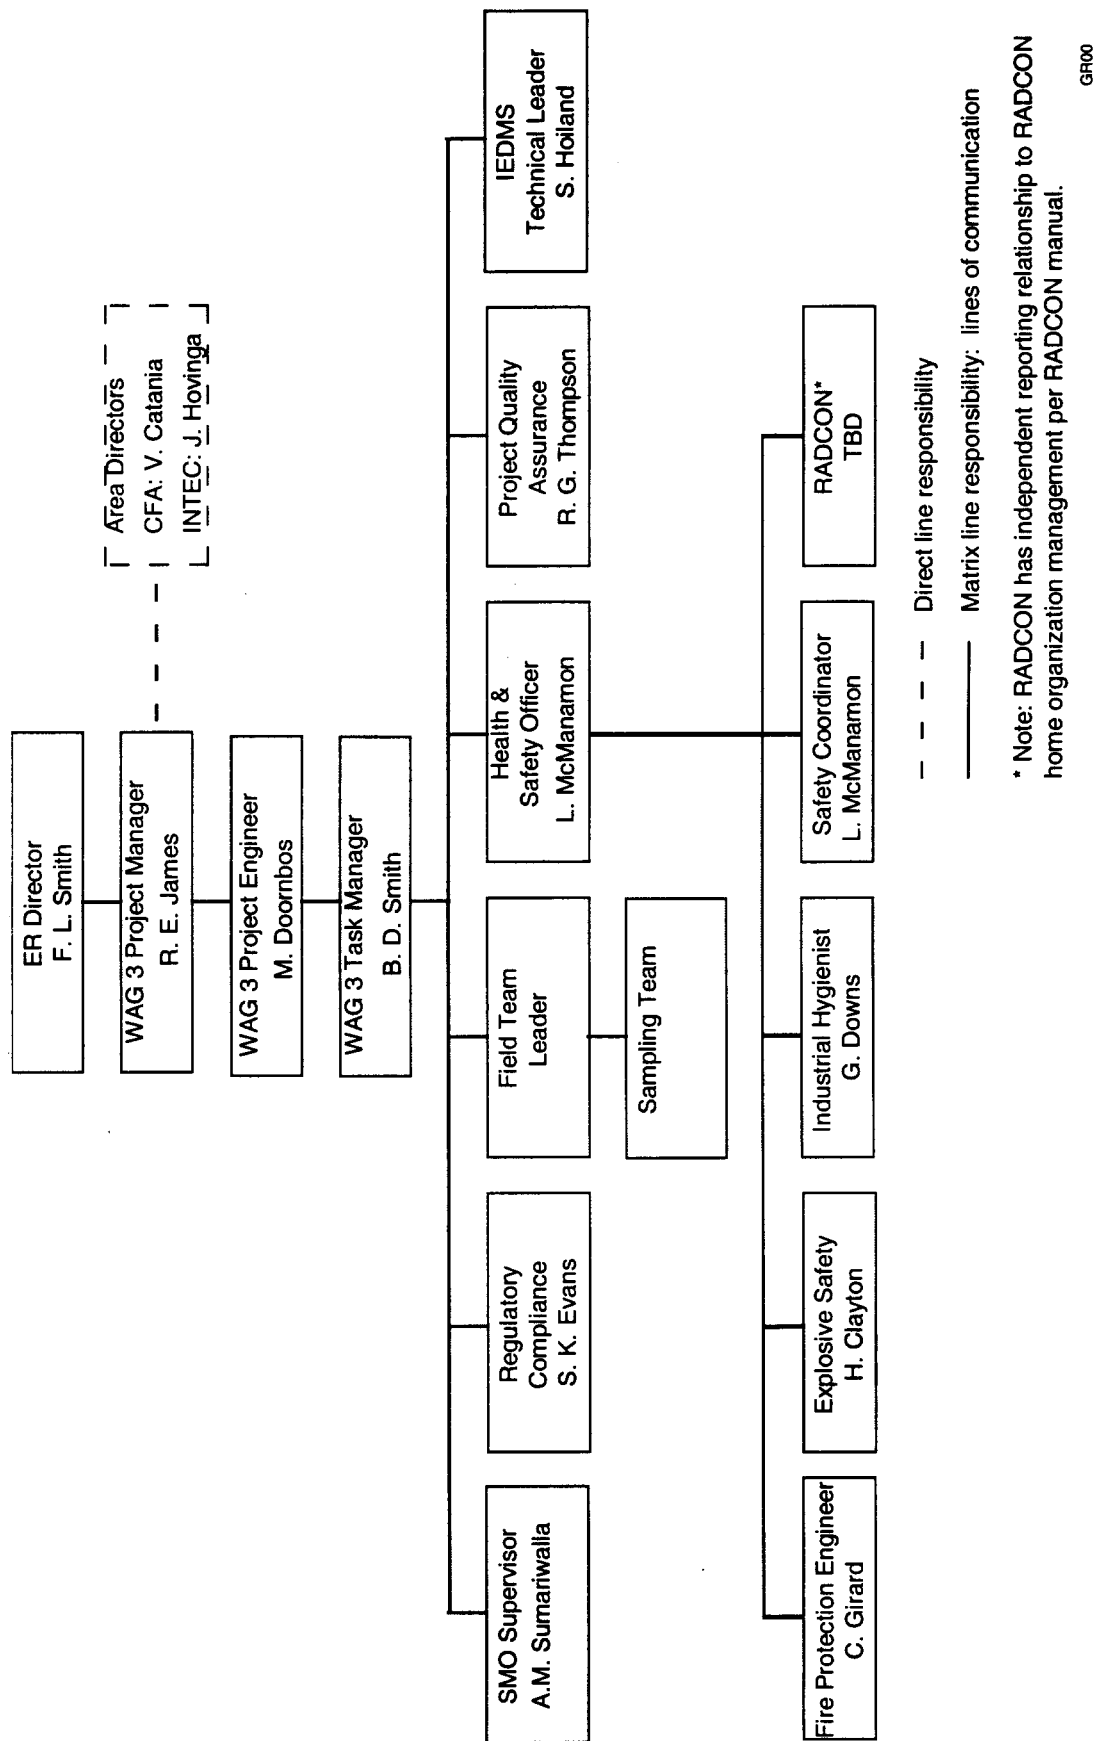 ER Director
F. L. Smith
WAG 3 Project Manager
R. E. James
Area Directors
CFA: V. Catania
INTEC: J. Hovinga
WAG 3 Project Engineer
M. Doornbos
WAG 3 Task Manager
B. D. Smith
SMO Supervisor
A.M. Sumariwalla
Regulatory
Compliance
S. K. Evans
Field Team
Leader
Health &
Safety Officer
L. McManamon
Project Quality
Assurance
R. G. Thompson
IEDMS
Technical Leader
S. Hoiland
Sampling Team
Fire Protection Engineer
C. Girard
Explosive Safety
H. Clayton
Industrial Hygienist
G. Downs
Safety Coordinator
L. McManamon
RADCON*
TBD
Direct line responsibility
Matrix line responsibility: lines of communication
* Note: RADCON has independent reporting relationship to RADCON
home organization management per RADCON manual.
GR00